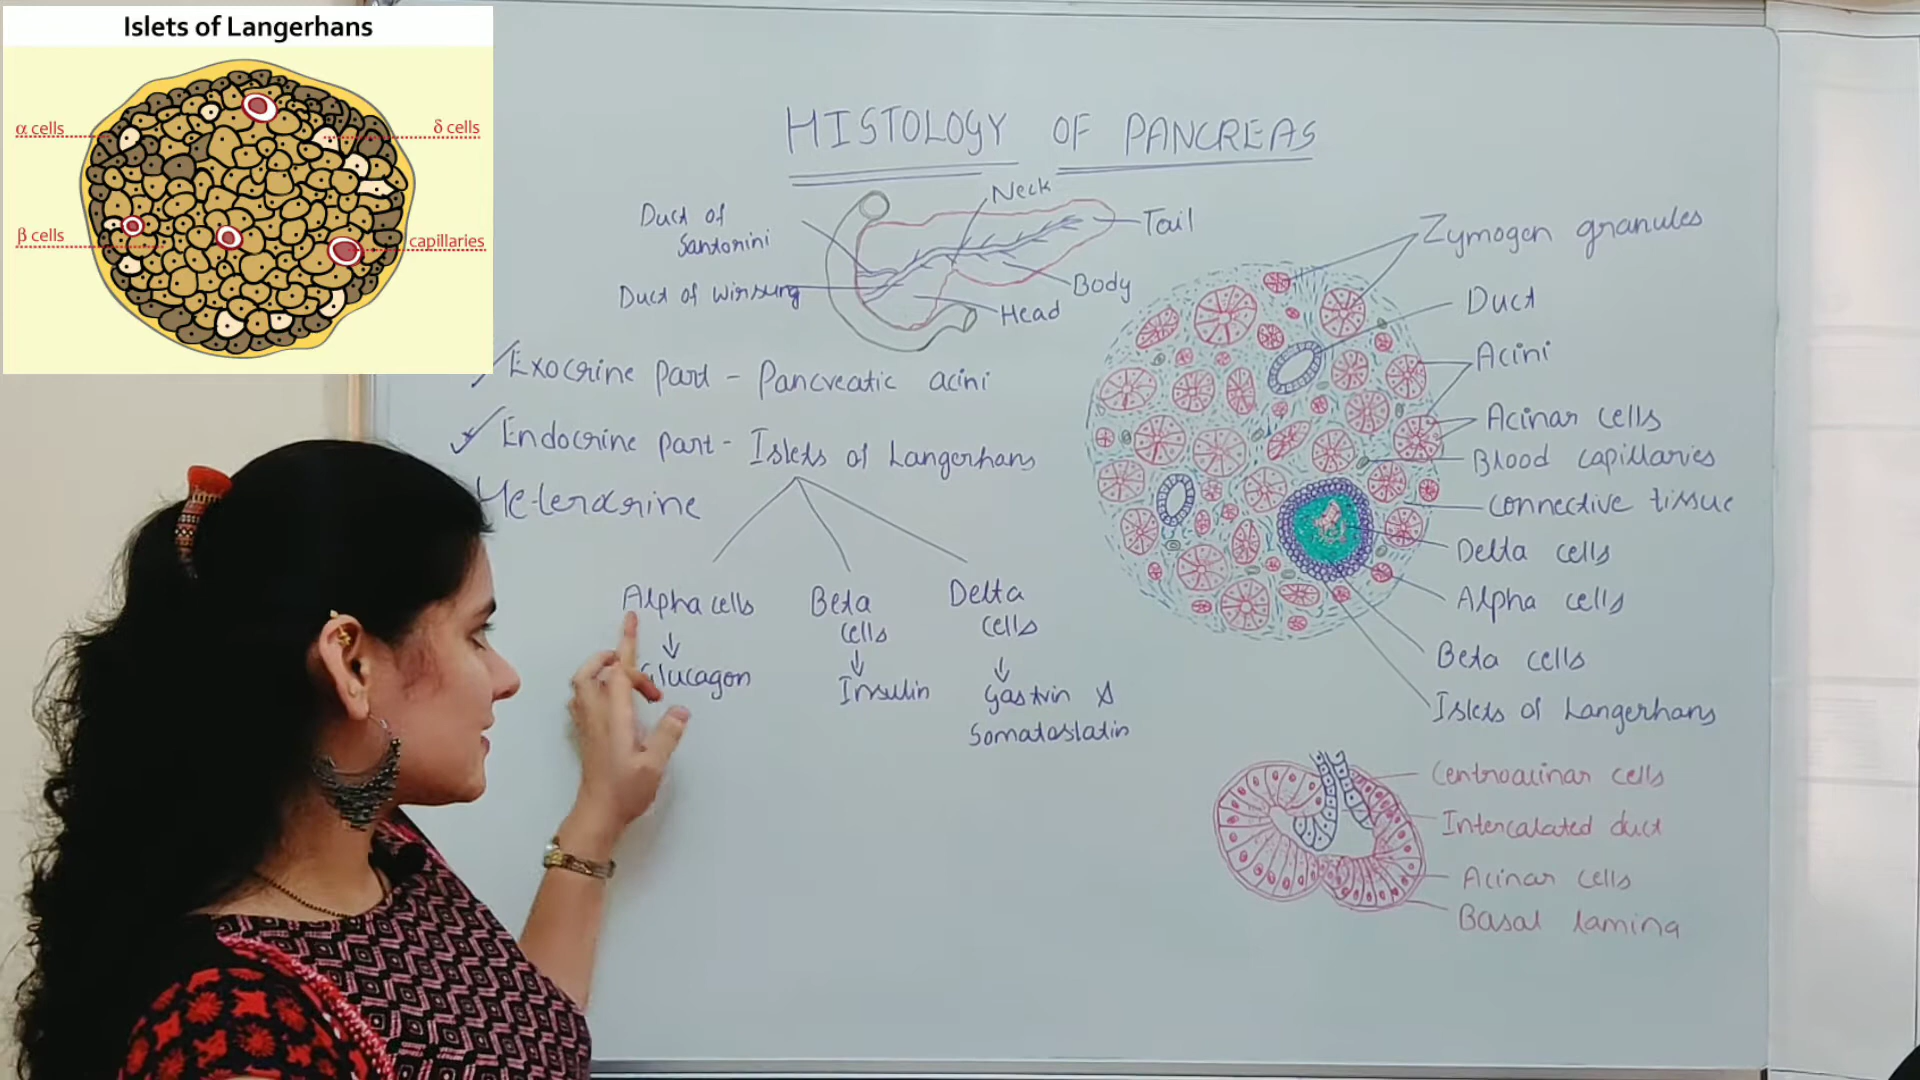 Islets of Langerhans
α cells
δ cells
β cells
capillaries
HISTOLOGY OF PANCREAS
Duct of
Santorini
Duct of Wirsung
Neck
Tail
Body
Head
Exocrine part - Pancreatic acini
Endocrine part - Islets of Langerhans
Heterocrine
Alpha cells
Glucagon
Beta
cells
Insulin
Delta
cells
Gastrin &
Somatostatin
Zymogen granules
Duct
Acini
Acinar cells
Blood capillaries
Connective tissue
Delta cells
Alpha cells
Beta cells
Islets of Langerhans
Centroacinar cells
Intercalated duct
Acinar cells
Basal lamina